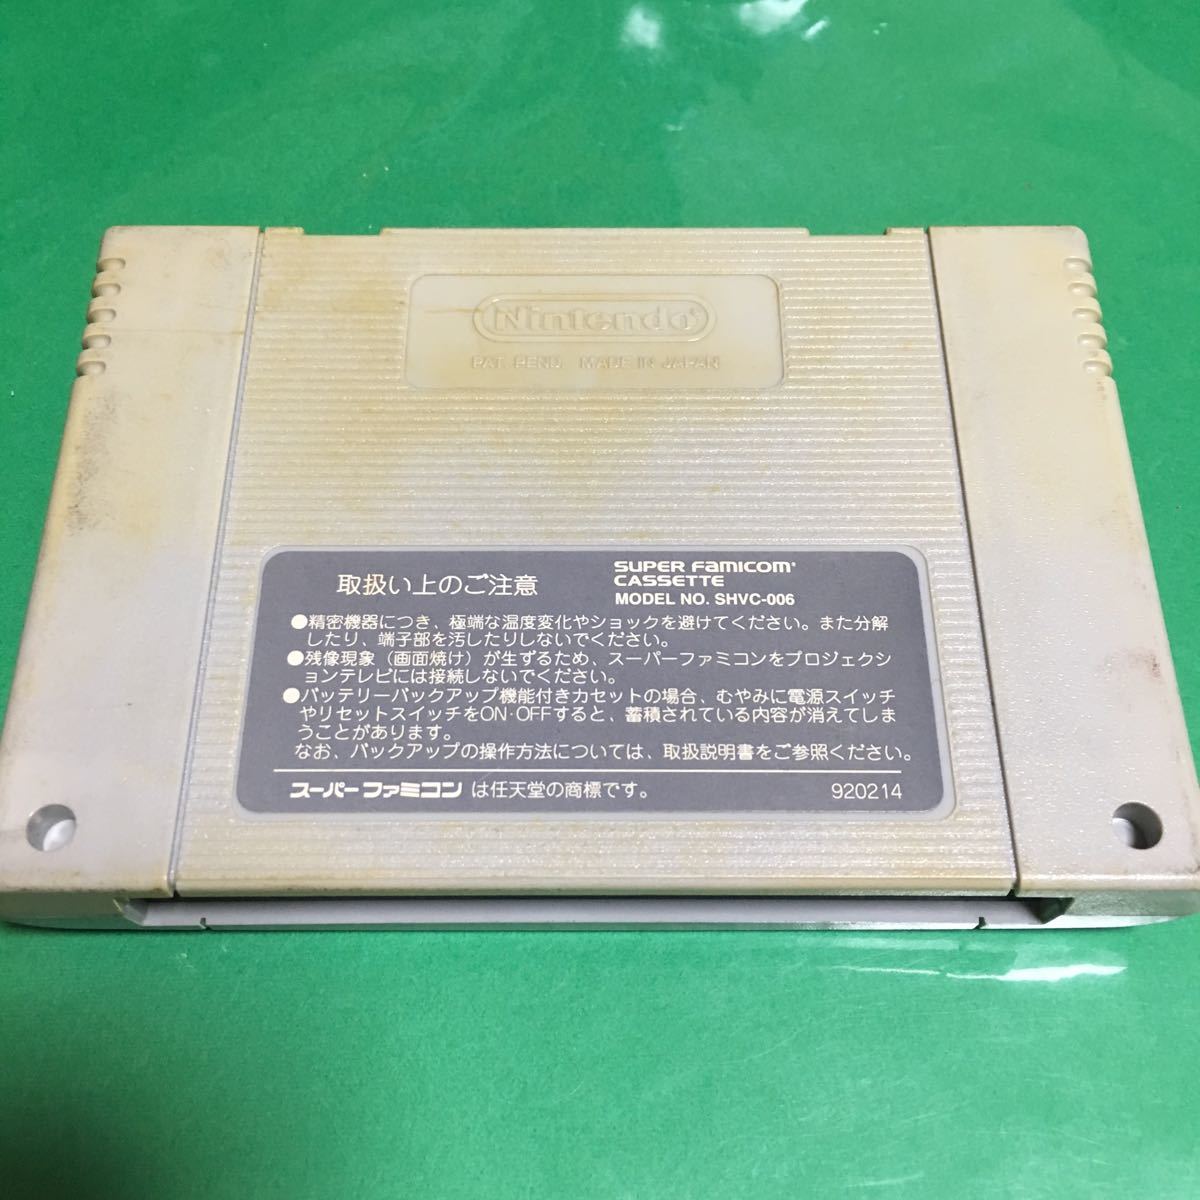 Nintendo®
PAT. PEND. MADE IN JAPAN
取扱い上のご注意
SUPER Famicom®
CASSETTE
MODEL NO. SHVC-006
●精密機器につき、極端な温度変化やショックを避けてください。また分解
したり、端子部を汚したりしないでください。
●残像現象（画面焼け）が生ずるため、スーパーファミコンをプロジェクシ
ョンテレビには接続しないでください。
●バッテリーバックアップ機能付きカセットの場合、むやみに電源スイッチ
やリセットスイッチをON・OFFすると、蓄積されている内容が消えてしま
うことがあります。
なお、バックアップの操作方法については、取扱説明書をご参照ください。
スーパーファミコン は任天堂の商標です。
920214